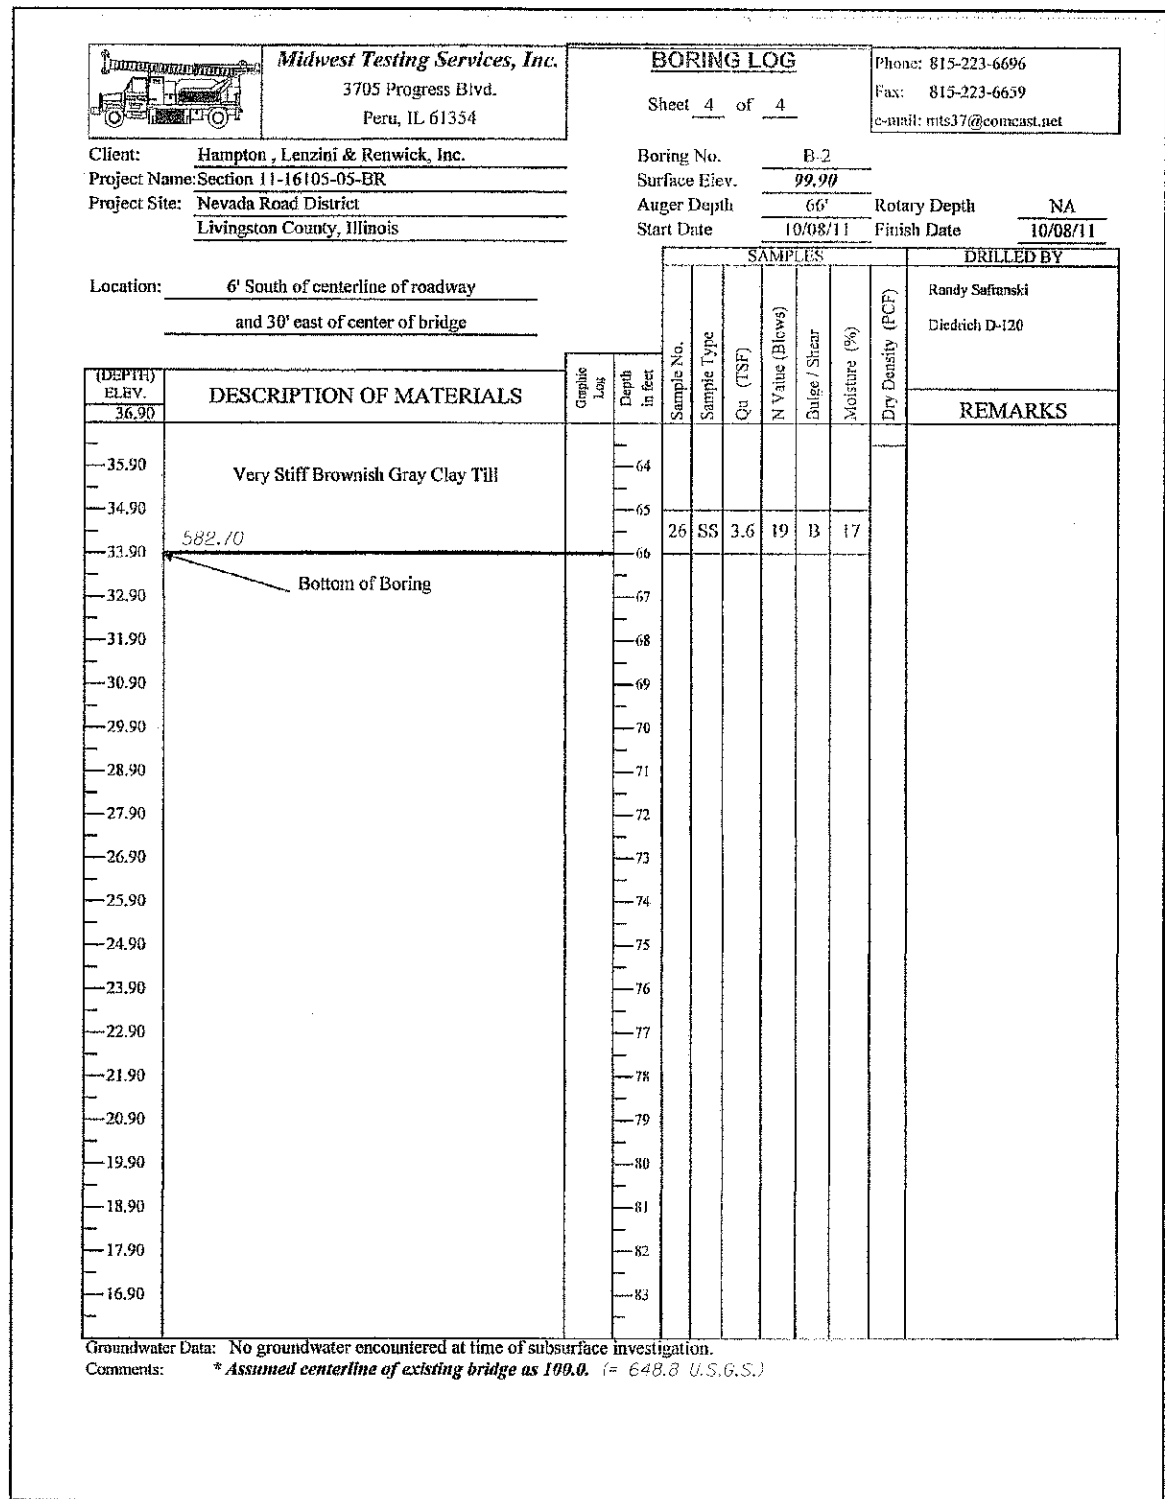 Midwest Testing Services, Inc.
3705 Progress Blvd.
Peru, IL 61354
BORING LOG
Sheet 4 of 4
Phone: 815-223-6696
Fax: 815-223-6659
e-mail: mts37@comcast.net
Client: Hampton , Lenzini & Renwick, Inc.
Project Name: Section 11-16105-05-BR
Project Site: Nevada Road District
Livingston County, Illinois
Boring No. B-2
Surface Elev. 99.90
Auger Depth 66' Rotary Depth NA
Start Date 10/08/11 Finish Date 10/08/11
Location: 6' South of centerline of roadway
and 30' east of center of bridge
SAMPLES
DRILLED BY
Randy Safranski
Diedrich D-120
(DEPTH)
ELEV.
36.90
DESCRIPTION OF MATERIALS
Graphic Log
Depth in feet
Sample No.
Sample Type
Qu (TSF)
N Value (Blows)
Bulge / Shear
Moisture (%)
Dry Density (PCF)
REMARKS
35.90 Very Stiff Brownish Gray Clay Till 64
34.90 65
26 SS 3.6 19 B 17
582.70
33.90 66
Bottom of Boring
32.90 67
31.90 68
30.90 69
29.90 70
28.90 71
27.90 72
26.90 73
25.90 74
24.90 75
23.90 76
22.90 77
21.90 78
20.90 79
19.90 80
18.90 81
17.90 82
16.90 83
Groundwater Data: No groundwater encountered at time of subsurface investigation.
Comments: * Assumed centerline of existing bridge as 100.0. (= 648.8 U.S.G.S.)